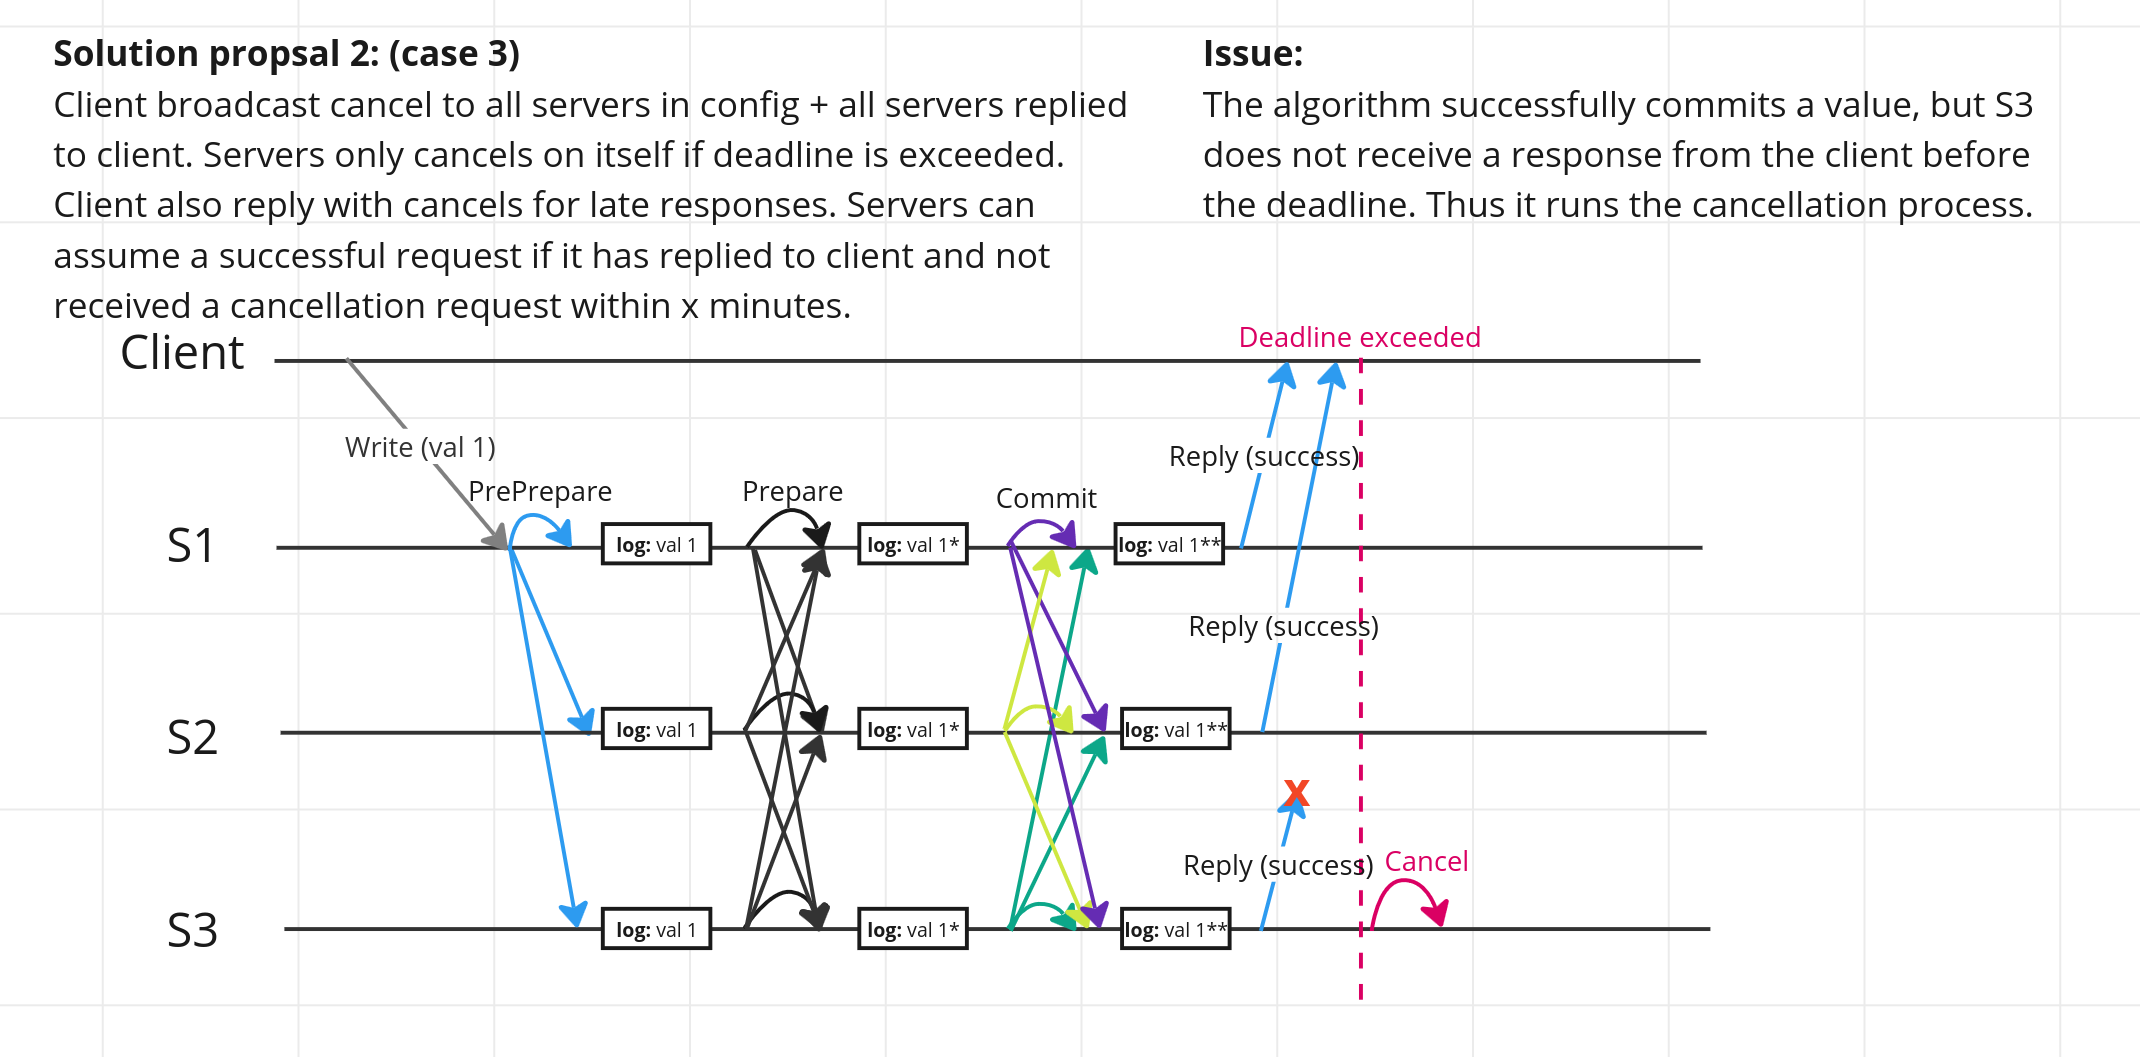 Solution propsal 2: (case 3)
Client broadcast cancel to all servers in config + all servers replied
to client. Servers only cancels on itself if deadline is exceeded.
Client also reply with cancels for late responses. Servers can
assume a successful request if it has replied to client and not
received a cancellation request within x minutes.
Issue:
The algorithm successfully commits a value, but S3
does not receive a response from the client before
the deadline. Thus it runs the cancellation process.
Deadline exceeded
Client
Write (val 1)
Reply (success)
PrePrepare
Prepare
Commit
S1
log: val 1
log: val 1*
log: val 1**
Reply (success)
S2
log: val 1
log: val 1*
log: val 1**
X
Reply (success)
Cancel
S3
log: val 1
log: val 1*
log: val 1**